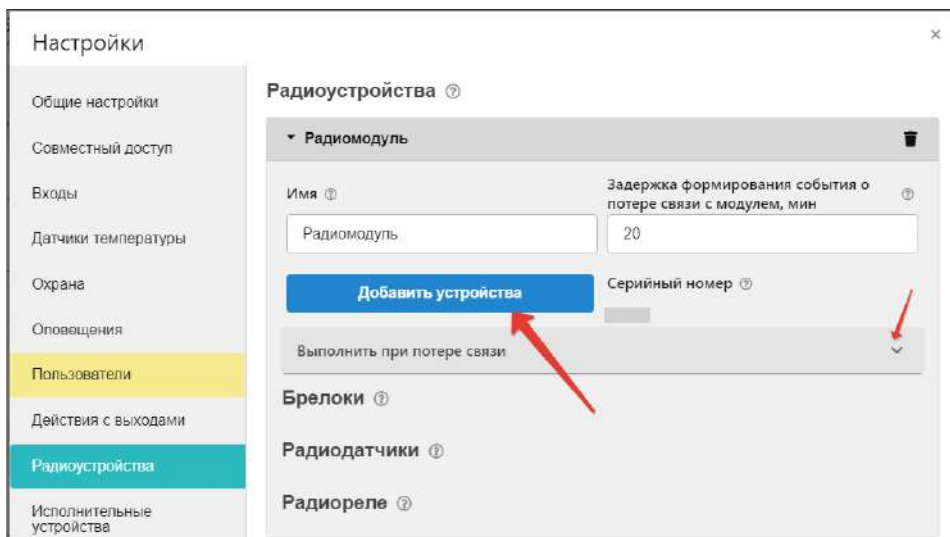 Настройки
Общие настройки
Совместный доступ
Входы
Датчики температуры
Охрана
Оповещения
Пользователи
Действия с выходами
Радиоустройства
Исполнительные
устройства
Радиоустройства
Радиомодуль
Имя
Задержка формирования события о
потере связи с модулем, мин
Радиомодуль
20
Добавить устройства
Серийный номер
Выполнить при потере связи
Брелоки
Радиодатчики
Радиореле